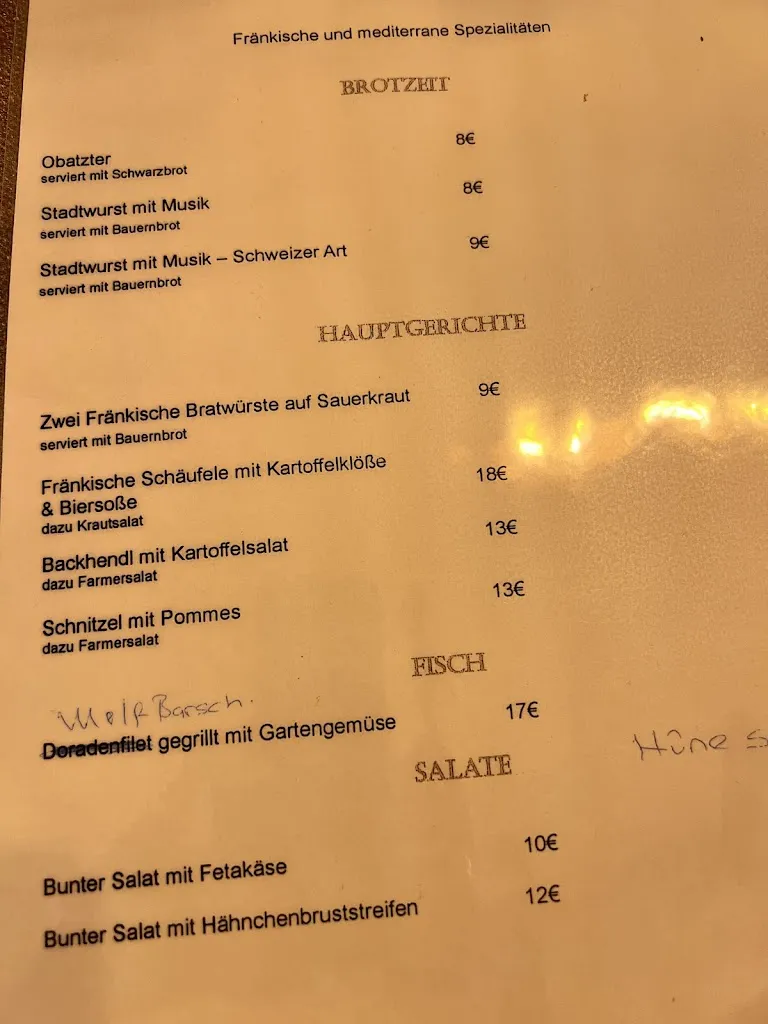 Fränkische und mediterrane Spezialitäten
BROTZEIT
Obatzter 8€
serviert mit Schwarzbrot
Stadtwurst mit Musik 8€
serviert mit Bauernbrot
Stadtwurst mit Musik – Schweizer Art 9€
serviert mit Bauernbrot
HAUPTGERICHTE
Zwei Fränkische Bratwürste auf Sauerkraut 9€
serviert mit Bauernbrot
Fränkische Schäufele mit Kartoffelklöße 18€
& Biersoße
dazu Krautsalat
Backhendl mit Kartoffelsalat 13€
dazu Farmersalat
Schnitzel mit Pommes 13€
dazu Farmersalat
FISCH
Wolf Barsch.
Doradenfilet gegrillt mit Gartengemüse 17€
SALATE
Bunter Salat mit Fetakäse 10€
Bunter Salat mit Hähnchenbruststreifen 12€